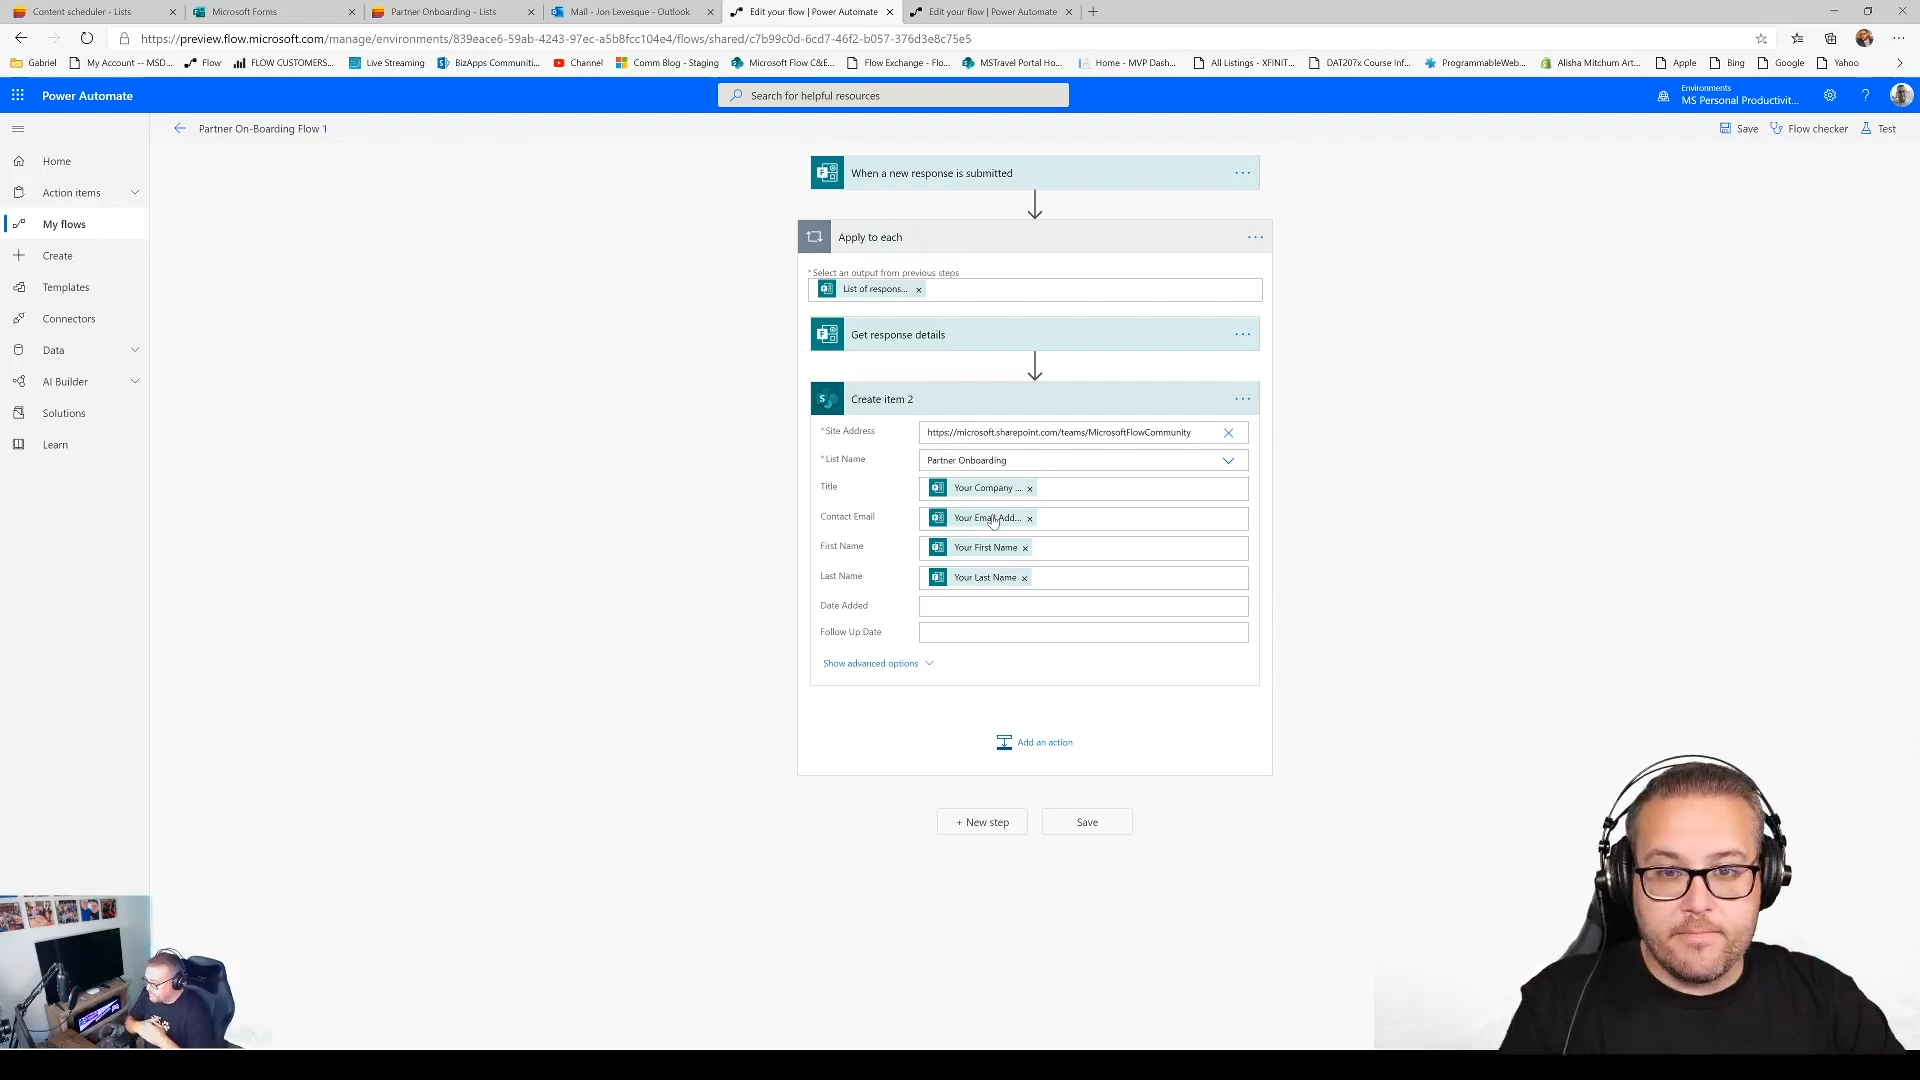 Content scheduler - Lists
Microsoft Forms
Partner Onboarding - Lists
Mail - Jon Levesque - Outlook
Edit your flow | Power Automate
Edit your flow | Power Automate
https://preview.flow.microsoft.com/manage/environments/839eace6-59ab-4243-97ec-a5b8fcc104e4/flows/shared/c7b99c0d-6cd7-46f2-b057-376d3e8c75e5
Gabriel
My Account -- MSD...
Flow
FLOW CUSTOMERS...
Live Streaming
BizApps Communiti...
Channel
Comm Blog - Staging
Microsoft Flow C&E...
Flow Exchange - Flo...
MSTravel Portal Ho...
Home - MVP Dash...
All Listings - XFINIT...
DAT207x Course Inf...
ProgrammableWeb...
Alisha Mitchum Art...
Apple
Bing
Google
Yahoo
Power Automate
Search for helpful resources
Environments
MS Personal Productivit...
Partner On-Boarding Flow 1
Save
Flow checker
Test
Home
Action items
My flows
Create
Templates
Connectors
Data
AI Builder
Solutions
Learn
When a new response is submitted
Apply to each
* Select an output from previous steps
List of respons...
Get response details
Create item 2
* Site Address
https://microsoft.sharepoint.com/teams/MicrosoftFlowCommunity
* List Name
Partner Onboarding
Title
Your Company ...
Contact Email
Your Email Add...
First Name
Your First Name
Last Name
Your Last Name
Date Added
Follow Up Date
Show advanced options
Add an action
+ New step
Save